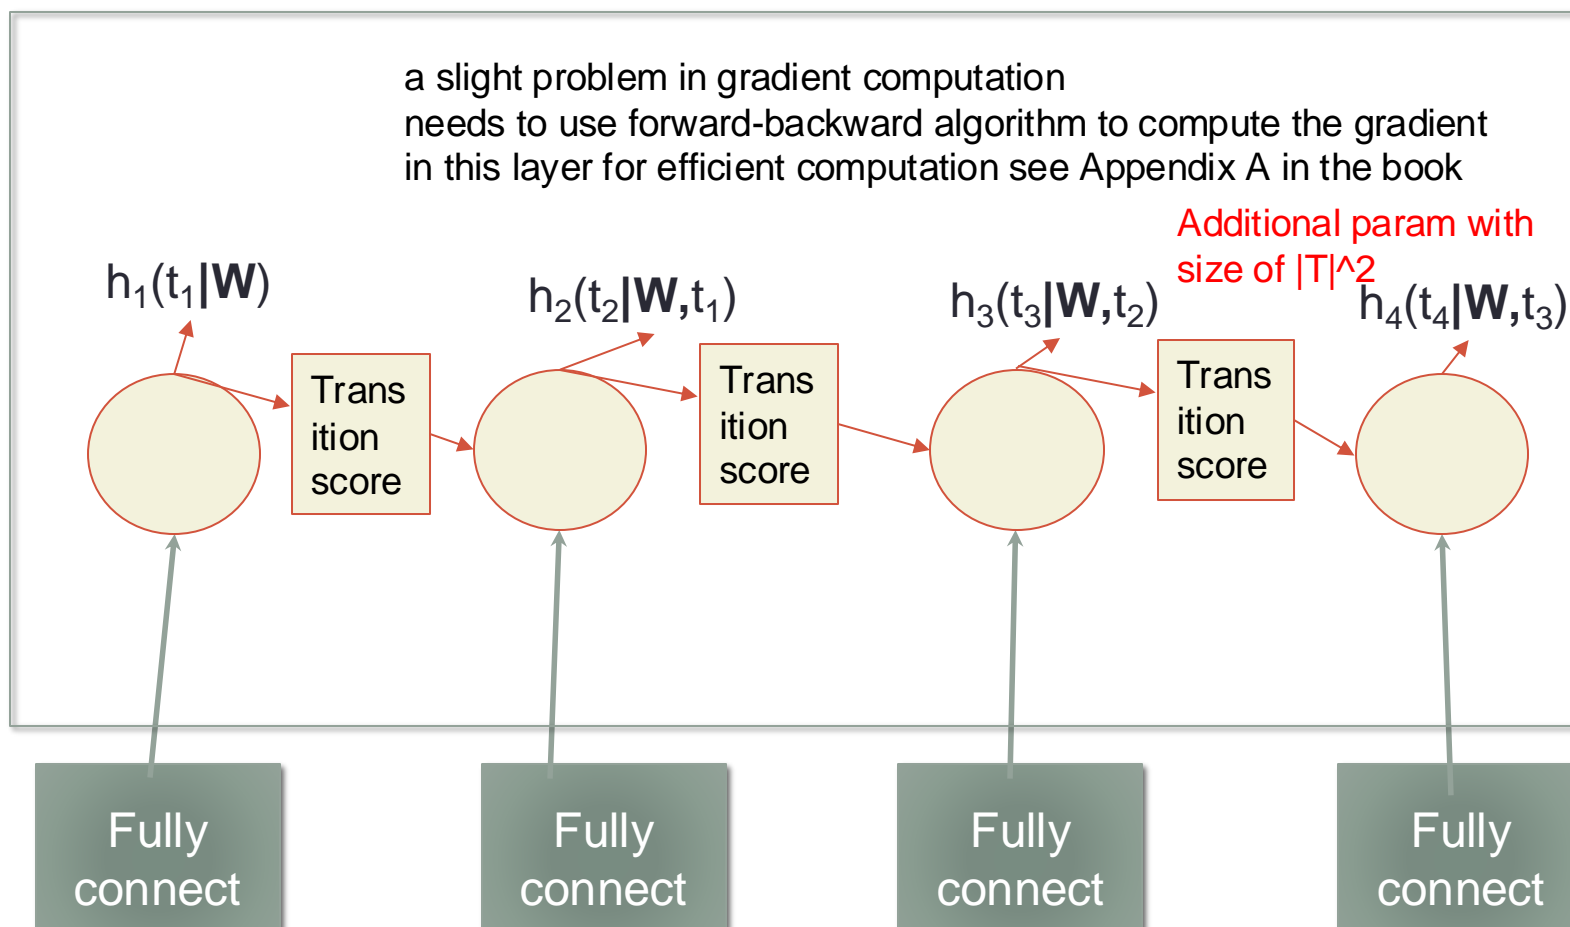 a slight problem in gradient computation
needs to use forward-backward algorithm to compute the gradient
in this layer for efficient computation see Appendix A in the book
Additional param with
size of |T|^2
h₁(t₁|W)
h₂(t₂|W,t₁)
h₃(t₃|W,t₂)
h₄(t₄|W,t₃)
Trans
ition
score
Trans
ition
score
Trans
ition
score
Fully
connect
Fully
connect
Fully
connect
Fully
connect